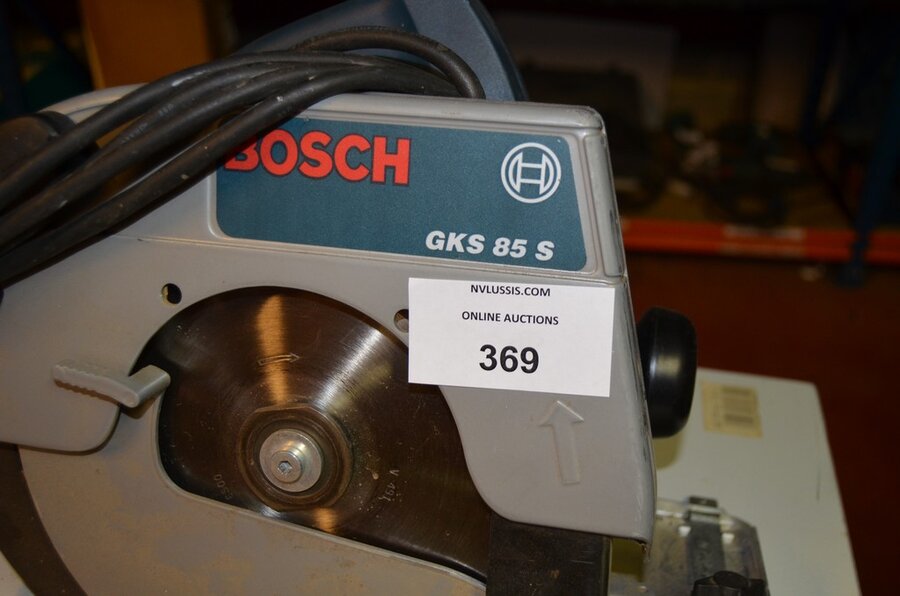 BOSCH
GKS 85 S
NVLUSSIS.COM
ONLINE AUCTIONS
369